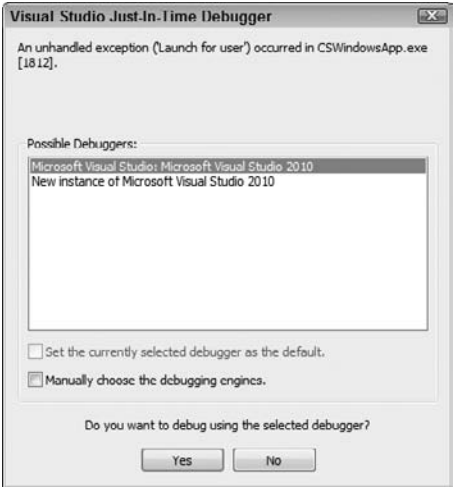 Visual Studio Just-In-Time Debugger
An unhandled exception ('Launch for user') occurred in CSWindowsApp.exe
[1812].
Possible Debuggers:
Microsoft Visual Studio: Microsoft Visual Studio 2010
New instance of Microsoft Visual Studio 2010
Set the currently selected debugger as the default.
Manually choose the debugging engines.
Do you want to debug using the selected debugger?
Yes No